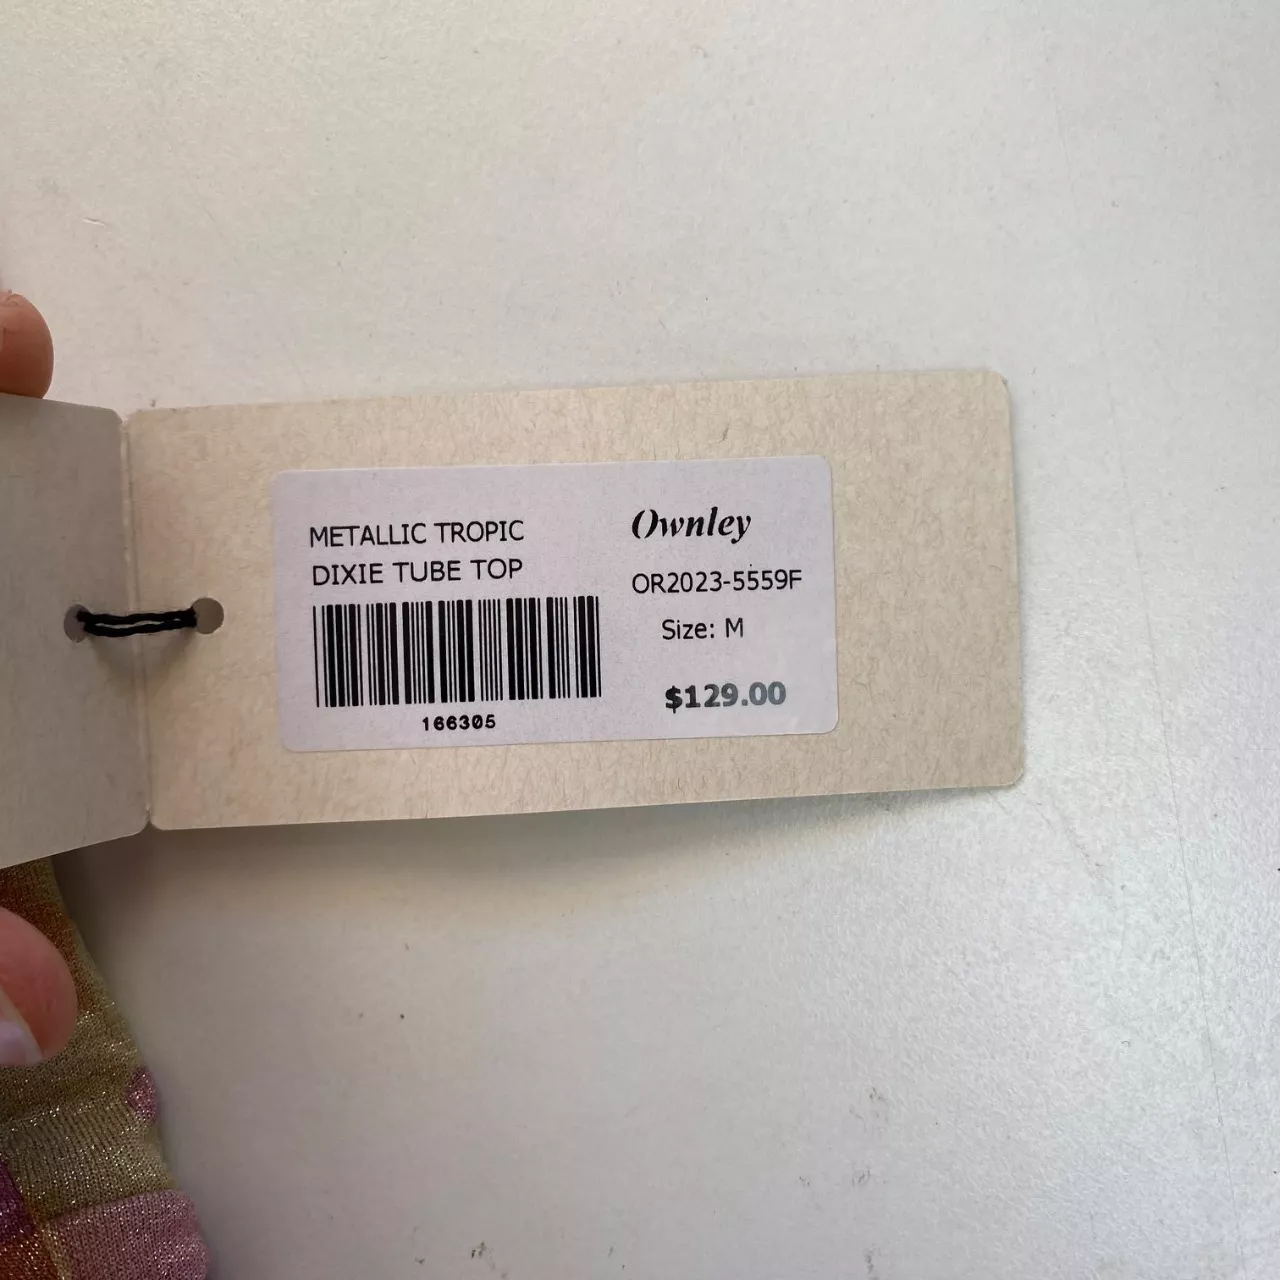 METALLIC TROPIC
DIXIE TUBE TOP
166305
Ownley
OR2023-5559F
Size: M
$129.00